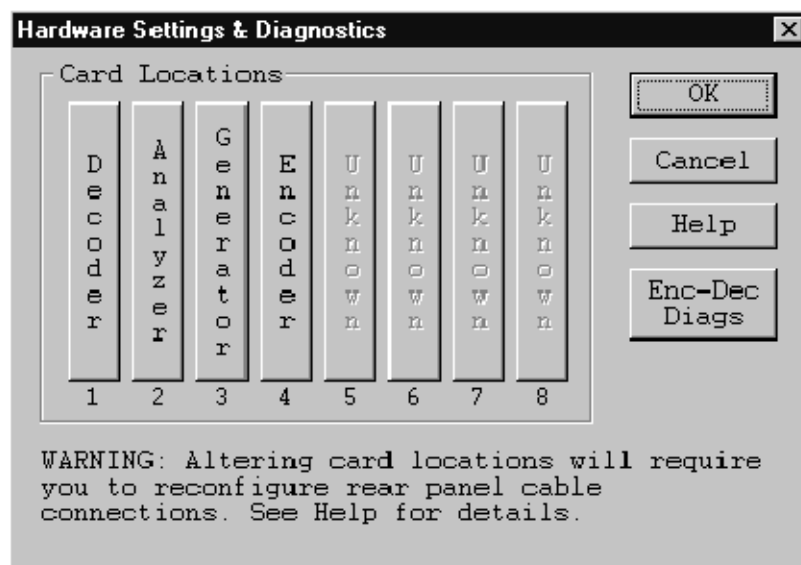 Hardware Settings & Diagnostics
Card Locations
Decoder
Analyzer
Generator
Encoder
Unknown
Unknown
Unknown
Unknown
1 2 3 4 5 6 7 8
OK
Cancel
Help
Enc-Dec
Diags
WARNING: Altering card locations will require
you to reconfigure rear panel cable
connections. See Help for details.